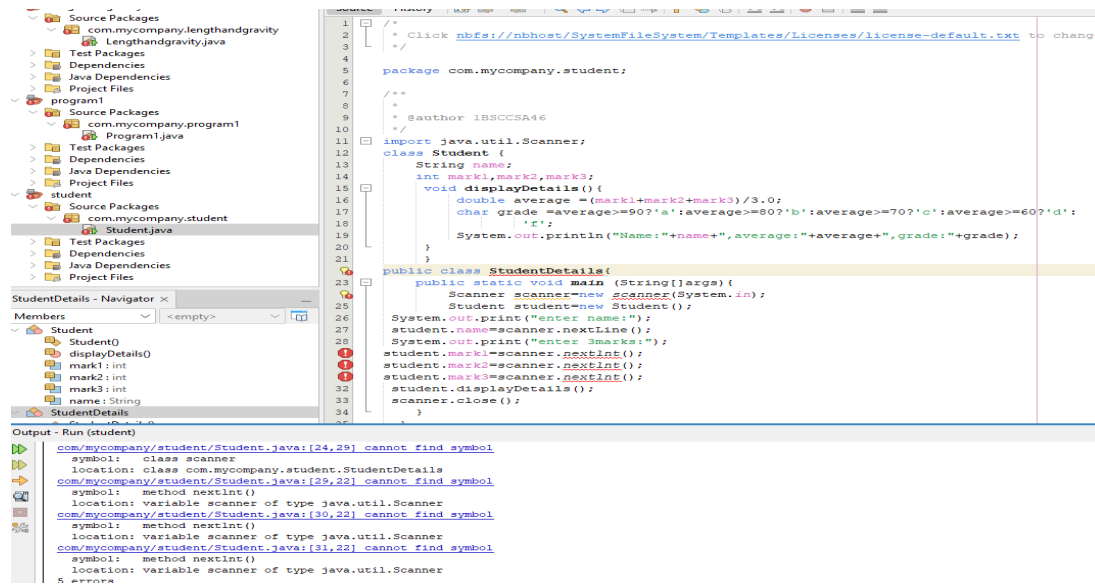 Source History
Source Packages
com.mycompany.lengthandgravity
Lengthandgravity.java
Test Packages
Dependencies
Java Dependencies
Project Files
program1
Source Packages
com.mycompany.program1
Program1.java
Test Packages
Dependencies
Java Dependencies
Project Files
student
Source Packages
com.mycompany.student
Student.java
Test Packages
Dependencies
Java Dependencies
Project Files
StudentDetails - Navigator ×
Members <empty>
Student
Student()
displayDetails()
mark1 : int
mark2 : int
mark3 : int
name : String
StudentDetails
1 /*
2 * Click nbfs://nbhost/SystemFileSystem/Templates/Licenses/license-default.txt to chang
3 */
4
5 package com.mycompany.student;
6
7 /**
8 *
9 * @author 1BSCCSA46
10 */
11 import java.util.Scanner;
12 class Student {
13 String name;
14 int mark1,mark2,mark3;
15 void displayDetails(){
16 double average =(mark1+mark2+mark3)/3.0;
17 char grade =average>=90?'a':average>=80?'b':average>=70?'c':average>=60?'d':
18 'f';
19 System.out.println("Name:"+name+",average:"+average+",grade:"+grade);
20 }
21 }
public class StudentDetails{
23 public static void main (String[]args){
Scanner scanner=new scanner(System.in);
25 Student student=new Student();
26 System.out.print("enter name:");
27 student.name=scanner.nextLine();
28 System.out.print("enter 3marks:");
student.mark1=scanner.nextlnt();
student.mark2=scanner.nextlnt();
student.mark3=scanner.nextlnt();
32 student.displayDetails();
33 scanner.close();
34 }
Output - Run (student)
com/mycompany/student/Student.java:[24,29] cannot find symbol
symbol: class scanner
location: class com.mycompany.student.StudentDetails
com/mycompany/student/Student.java:[29,22] cannot find symbol
symbol: method nextlnt()
location: variable scanner of type java.util.Scanner
com/mycompany/student/Student.java:[30,22] cannot find symbol
symbol: method nextlnt()
location: variable scanner of type java.util.Scanner
com/mycompany/student/Student.java:[31,22] cannot find symbol
symbol: method nextlnt()
location: variable scanner of type java.util.Scanner
5 errors